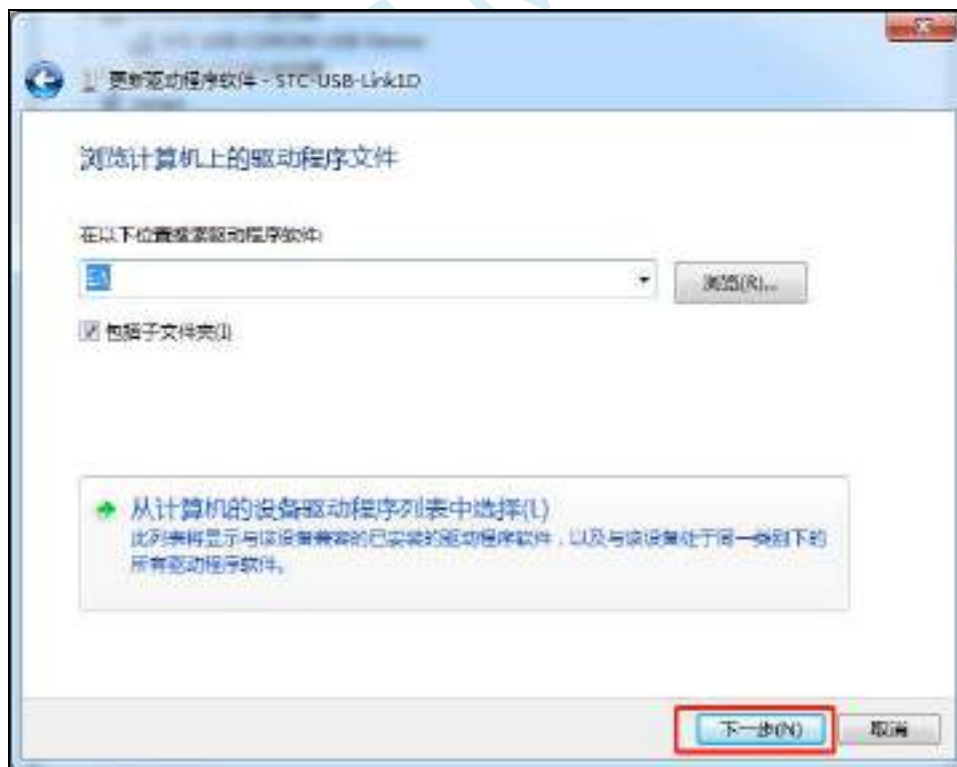 更新驱动程序软件 - STC-USB-Link1D
浏览计算机上的驱动程序文件
在以下位置搜索驱动程序软件:
E:\
浏览(R)...
包括子文件夹(I)
从计算机的设备驱动程序列表中选择(L)
此列表将显示与该设备兼容的已安装的驱动程序软件，以及与该设备处于同一类别下的
所有驱动程序软件。
下一步(N)
取消